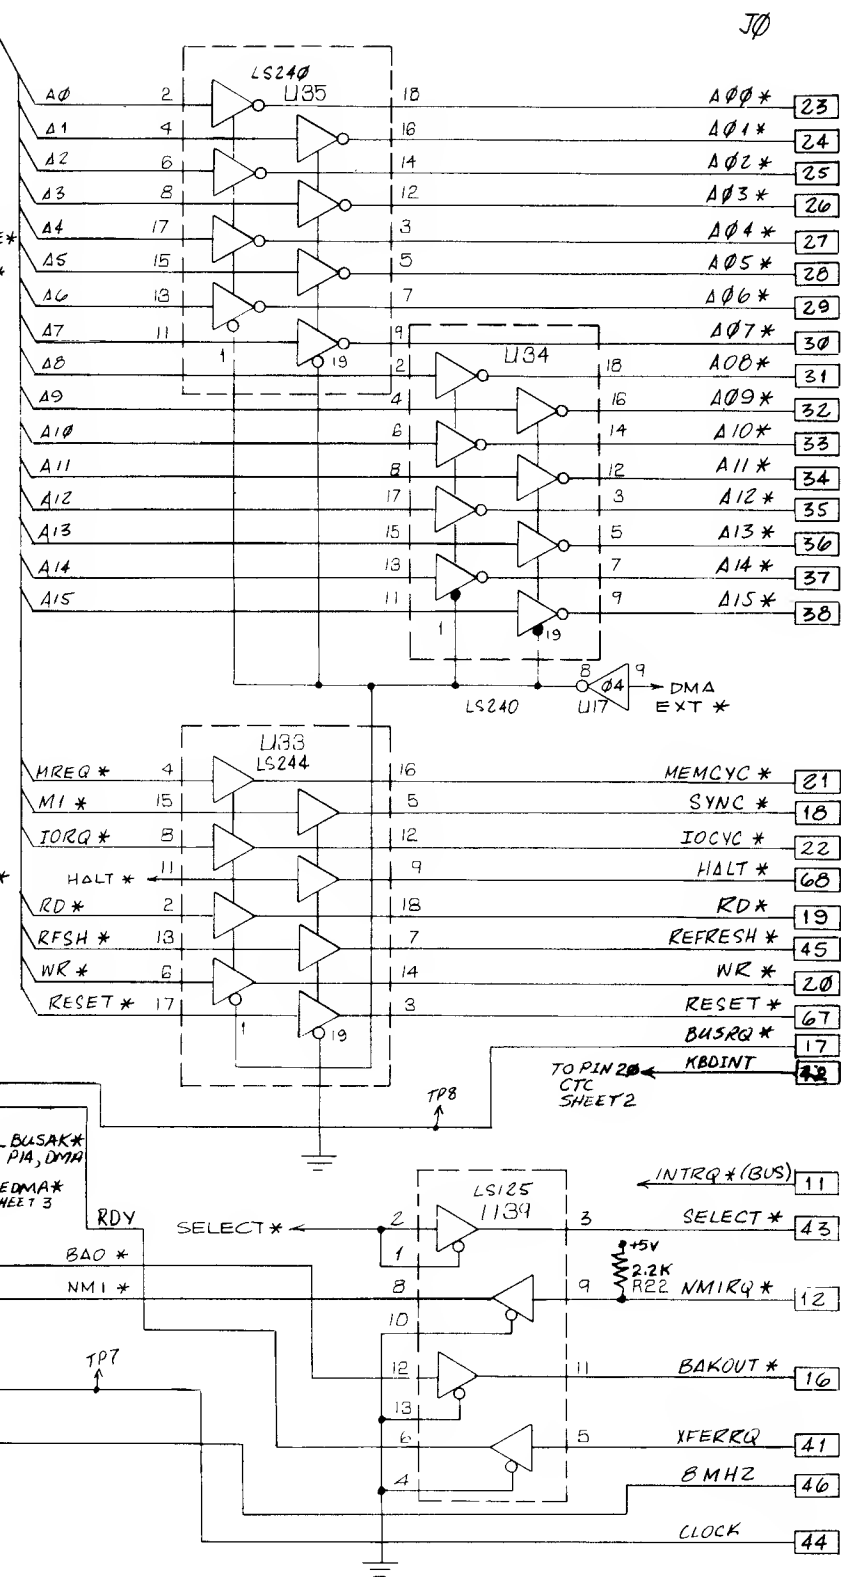 JØ
LS24Ø
U35
AØ 2 18 AØØ* 23
A1 4 16 AØ1* 24
A2 6 14 AØ2* 25
A3 8 12 AØ3* 26
A4 17 3 AØ4* 27
A5 15 5 AØ5* 28
A6 13 7 AØ6* 29
A7 11 9 AØ7* 3Ø
1 19
U34
A8 2 18 A08* 31
A9 4 16 AØ9* 32
A1Ø 6 14 A10* 33
A11 8 12 A11* 34
A12 17 3 A12* 35
A13 15 5 A13* 36
A14 13 7 A14* 37
A15 11 9 A15* 38
1 19
8 Ø4 9 DMA
LS240 U17 EXT *
U33
LS244
MREQ * 4 16 MEMCYC * 21
M1 * 15 5 SYNC * 18
IORQ * 8 12 IOCYC * 22
HALT * 11 9 HALT * 68
RD * 2 18 RD* 19
RFSH * 13 7 REFRESH * 45
WR * 6 14 WR * 2Ø
RESET * 17 3 RESET * 67
1 19
BUSRQ * 17
TO PIN 2Ø KBDINT
CTC
SHEET 2
TP8
BUSAK*
PIA, DMA
EDMA*
HEET 3
INTRQ * (BUS) 11
LS125
U39
RDY
SELECT * 2 3 SELECT * 43
1
+5V
2.2K
R22
BAO *
NMI * 8 9 NMIRQ * 12
10
TP7
12 11 BAKOUT * 16
13
6 5 XFERRQ 41
4
8MHZ 46
CLOCK 44